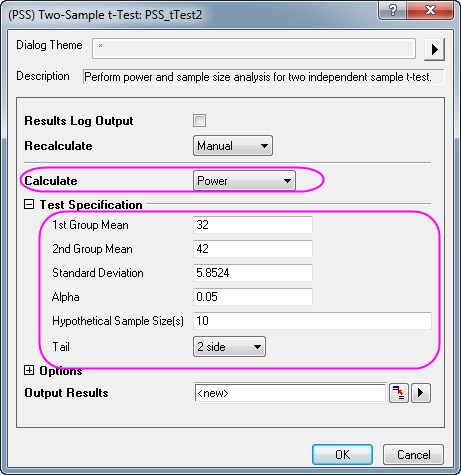 (PSS) Two-Sample t-Test: PSS_tTest2
Dialog Theme *
Description Perform power and sample size analysis for two independent sample t-test.
Results Log Output
Recalculate Manual
Calculate Power
Test Specification
1st Group Mean 32
2nd Group Mean 42
Standard Deviation 5.8524
Alpha 0.05
Hypothetical Sample Size(s) 10
Tail 2 side
Options
Output Results <new>
OK Cancel